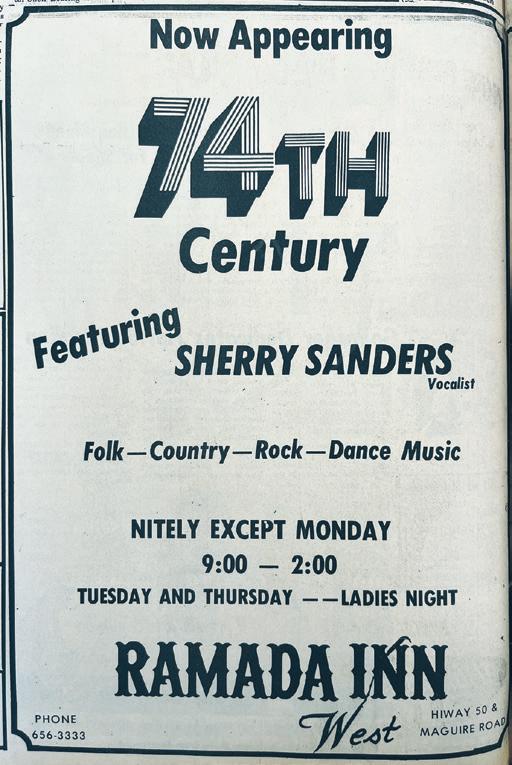 Now Appearing
74TH
Century
Featuring
SHERRY SANDERS
Vocalist
Folk—Country—Rock—Dance Music
NITELY EXCEPT MONDAY
9:00 — 2:00
TUESDAY AND THURSDAY ——LADIES NIGHT
RAMADA INN
West
PHONE
656-3333
HIWAY 50 &
MAGUIRE ROAD